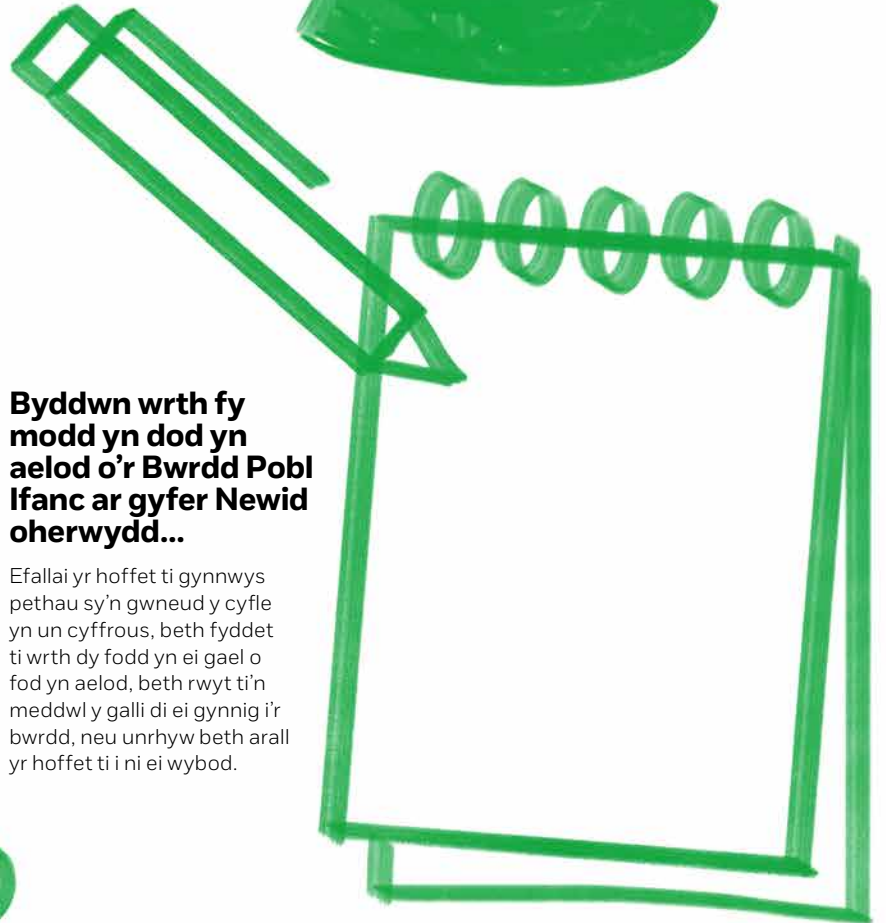 Byddwn wrth fy
modd yn dod yn
aelod o’r Bwrdd Pobl
Ifanc ar gyfer Newid
oherwydd...
Efallai yr hoffet ti gynnwys
pethau sy’n gwneud y cyfle
yn un cyffrous, beth fyddet
ti wrth dy fodd yn ei gael o
fod yn aelod, beth rwyt ti’n
meddwl y galli di ei gynnig i’r
bwrdd, neu unrhyw beth arall
yr hoffet ti i ni ei wybod.